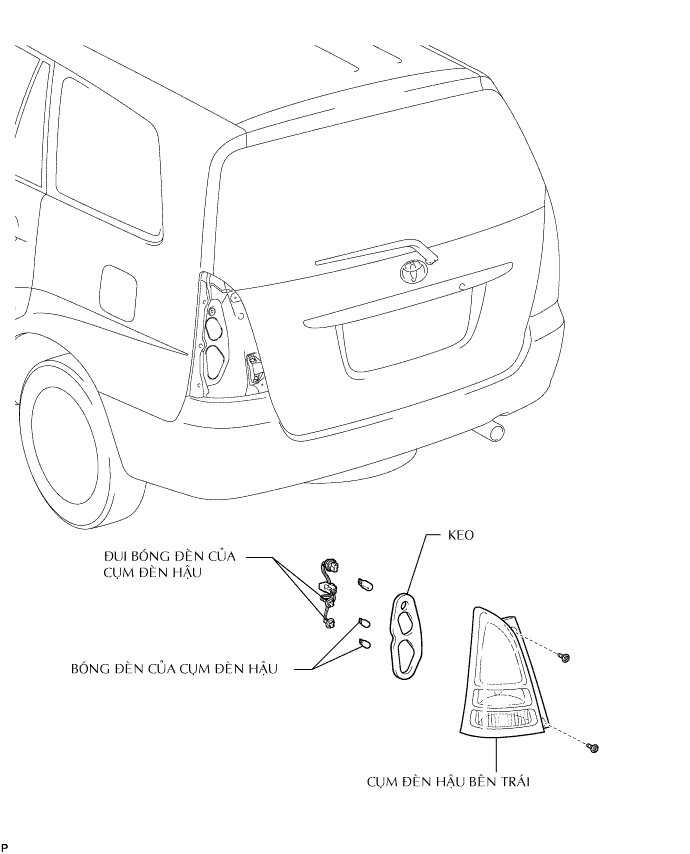 KEO
ĐUI BÓNG ĐÈN CỦA
CỤM ĐÈN HẬU
BÓNG ĐÈN CỦA CỤM ĐÈN HẬU
CỤM ĐÈN HẬU BÊN TRÁI
P